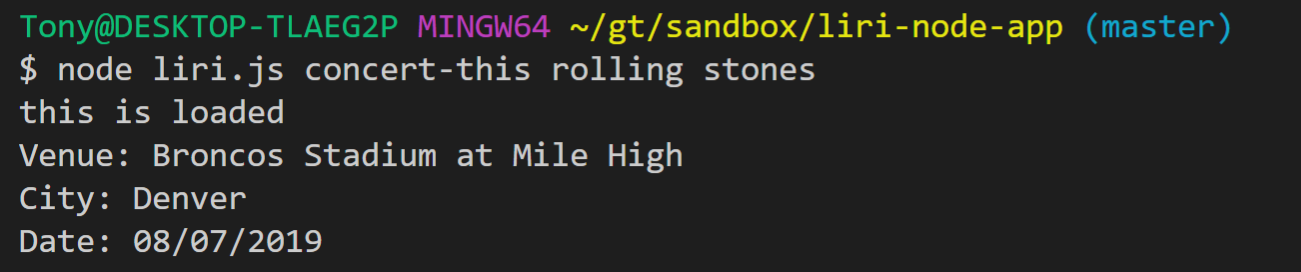 Tony@DESKTOP-TLAEG2P MINGW64 ~/gt/sandbox/liri-node-app (master)
$ node liri.js concert-this rolling stones
this is loaded
Venue: Broncos Stadium at Mile High
City: Denver
Date: 08/07/2019